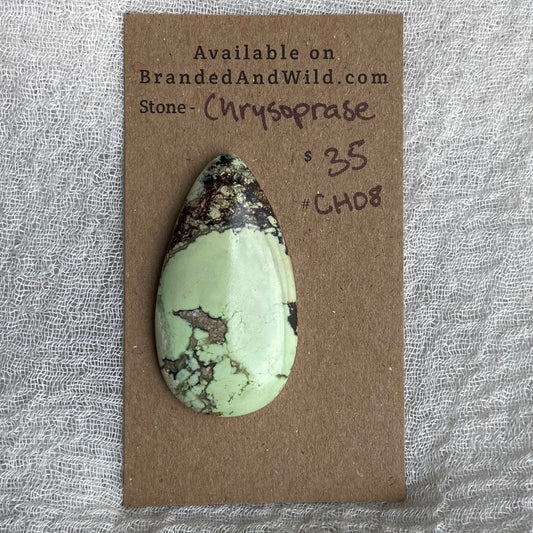 Available on
BrandedAndWild.com
Stone - Chrysoprase
$ 35
# CH08